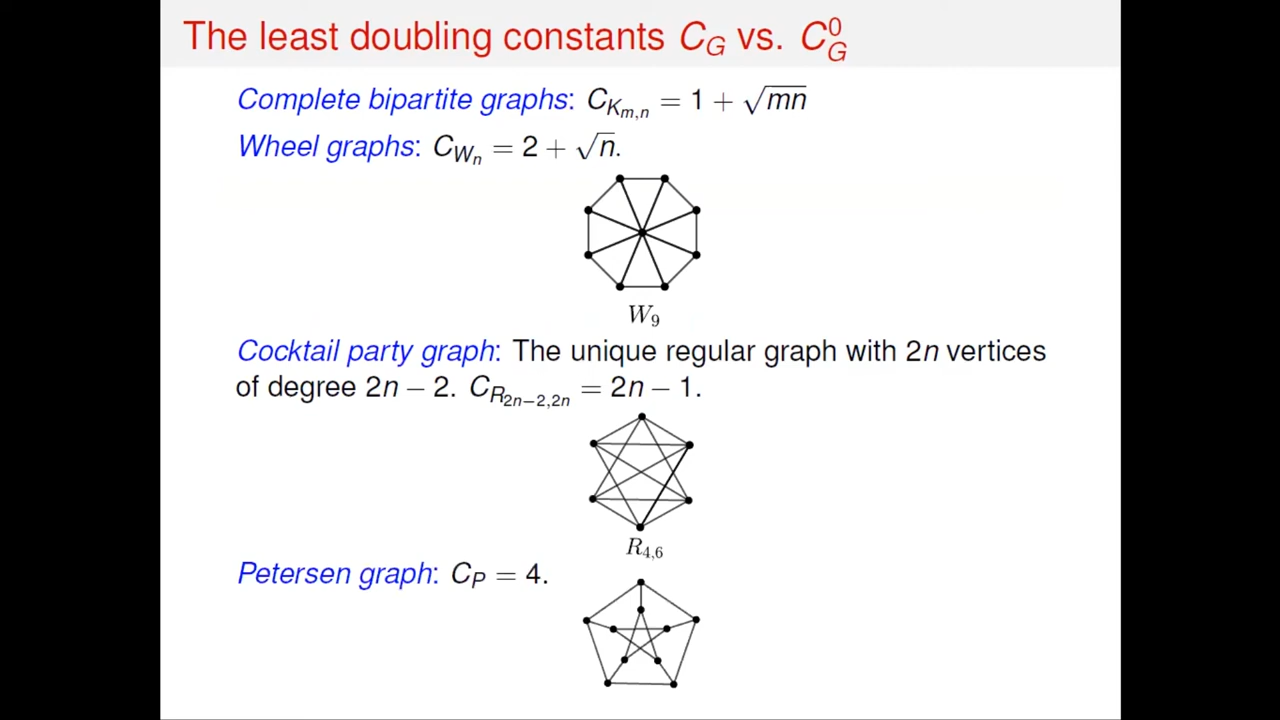 The least doubling constants C_G vs. C_G^0
Complete bipartite graphs: C_{K_{m,n}} = 1 + √mn
Wheel graphs: C_{W_n} = 2 + √n.
W_9
Cocktail party graph: The unique regular graph with 2n vertices
of degree 2n − 2. C_{R_{2n−2,2n}} = 2n − 1.
R_{4,6}
Petersen graph: C_P = 4.